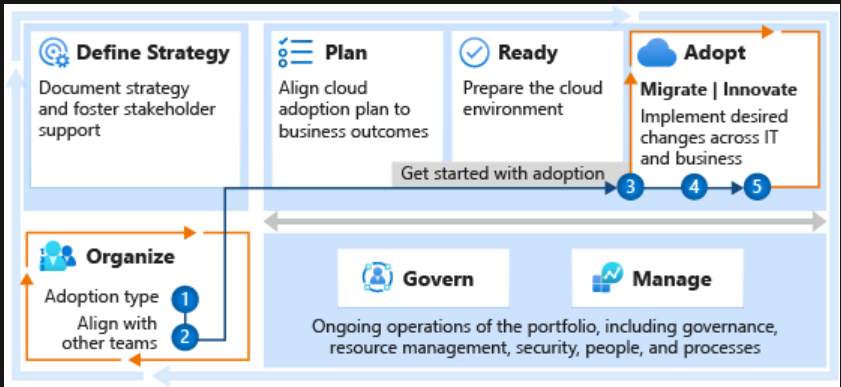 Define Strategy
Document strategy
and foster stakeholder
support
Plan
Align cloud
adoption plan to
business outcomes
Ready
Prepare the cloud
environment
Adopt
Migrate | Innovate
Implement desired
changes across IT
and business
Get started with adoption
3
4
5
Organize
Adoption type
1
Align with
other teams
2
Govern
Manage
Ongoing operations of the portfolio, including governance,
resource management, security, people, and processes